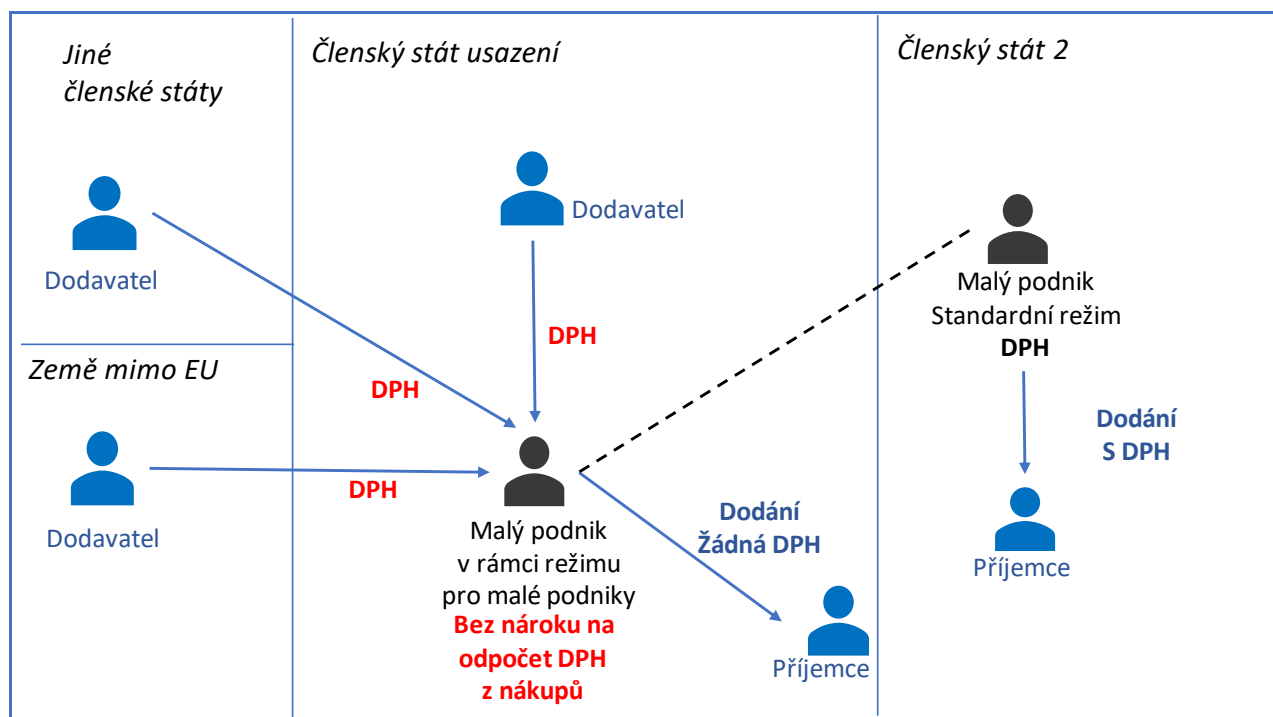 Jiné
členské státy
Dodavatel
DPH
Země mimo EU
Dodavatel
DPH
Členský stát usazení
Dodavatel
DPH
Malý podnik
v rámci režimu
pro malé podniky
Bez nároku na
odpočet DPH
z nákupů
Dodání
Žádná DPH
Příjemce
Členský stát 2
Malý podnik
Standardní režim
DPH
Dodání
S DPH
Příjemce